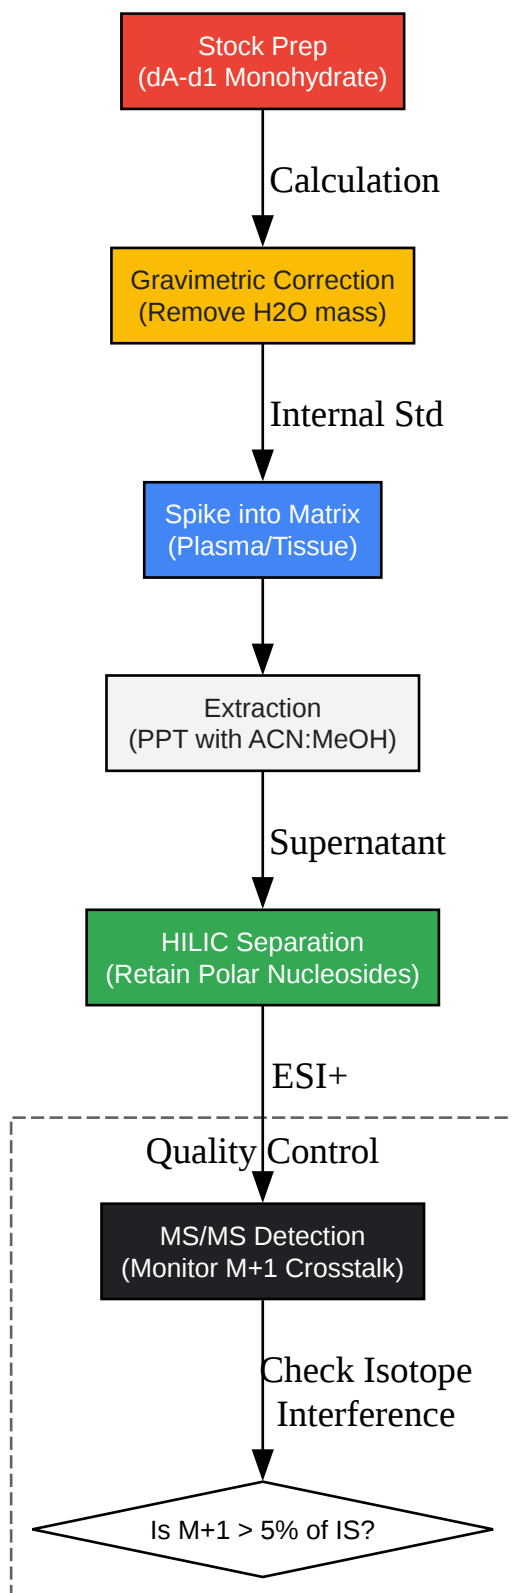 Stock Prep
(dA-d1 Monohydrate)
Calculation
Gravimetric Correction
(Remove H2O mass)
Internal Std
Spike into Matrix
(Plasma/Tissue)
Extraction
(PPT with ACN:MeOH)
Supernatant
HILIC Separation
(Retain Polar Nucleosides)
ESI+
Quality Control
MS/MS Detection
(Monitor M+1 Crosstalk)
Check Isotope
Interference
Is M+1 > 5% of IS?